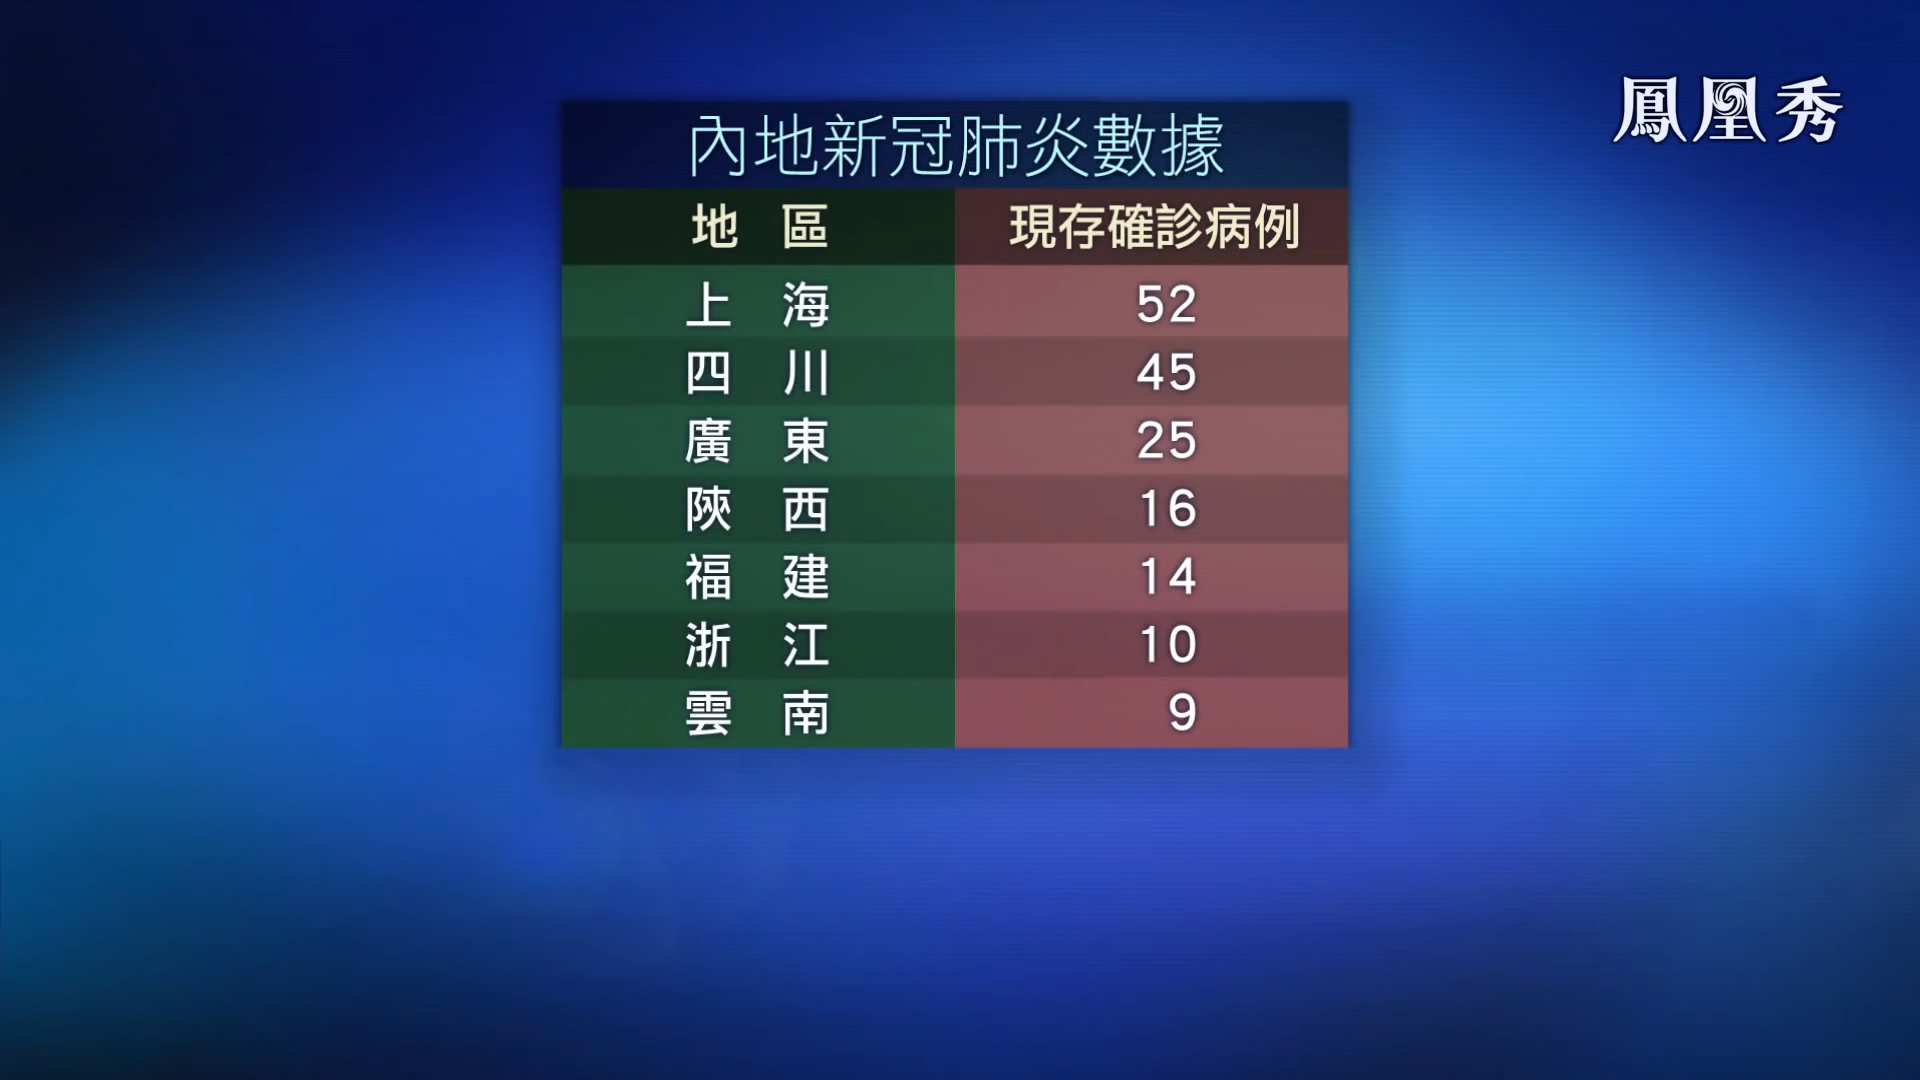 鳳凰秀
內地新冠肺炎數據
地 區 現存確診病例
上 海 52
四 川 45
廣 東 25
陝 西 16
福 建 14
浙 江 10
雲 南 9